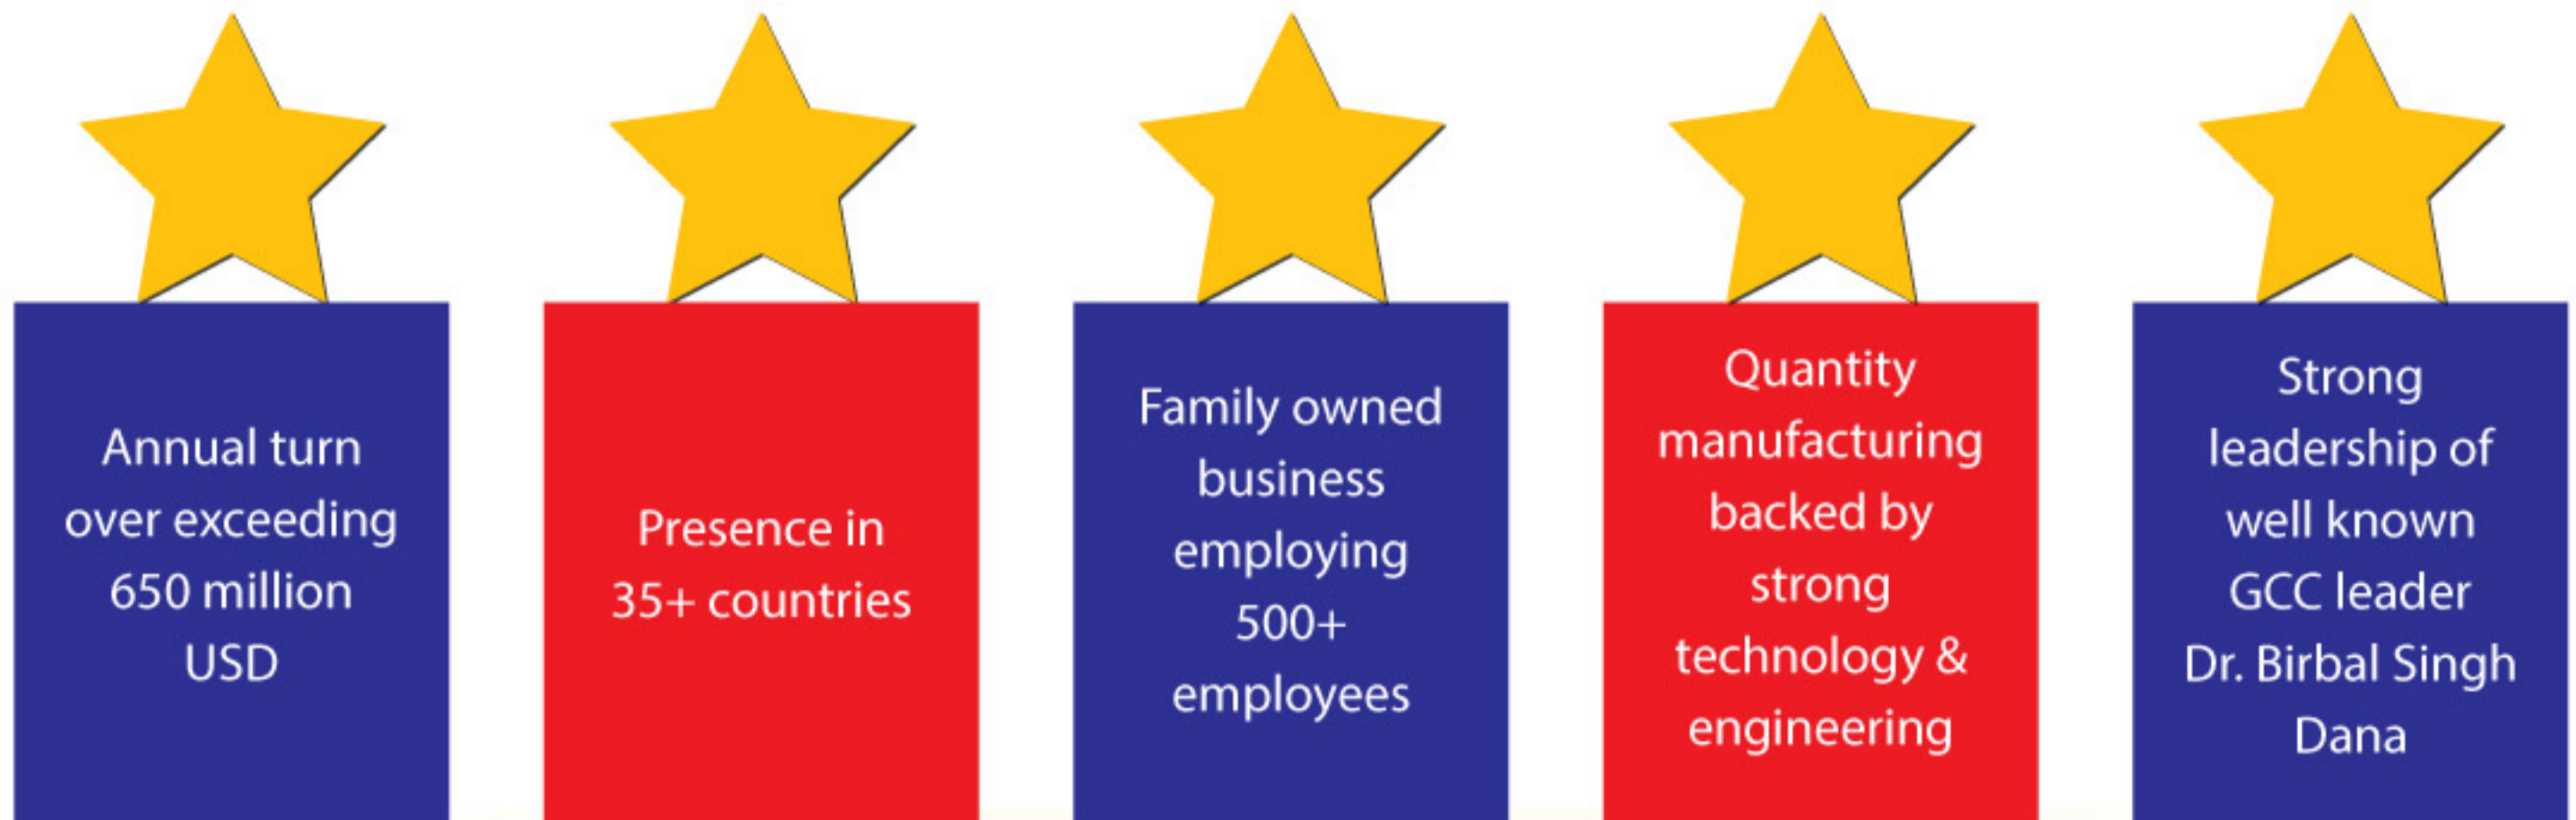 Annual turn
over exceeding
650 million
USD
Presence in
35+ countries
Family owned
business
employing
500+
employees
Quantity
manufacturing
backed by
strong
technology &
engineering
Strong
leadership of
well known
GCC leader
Dr. Birbal Singh
Dana